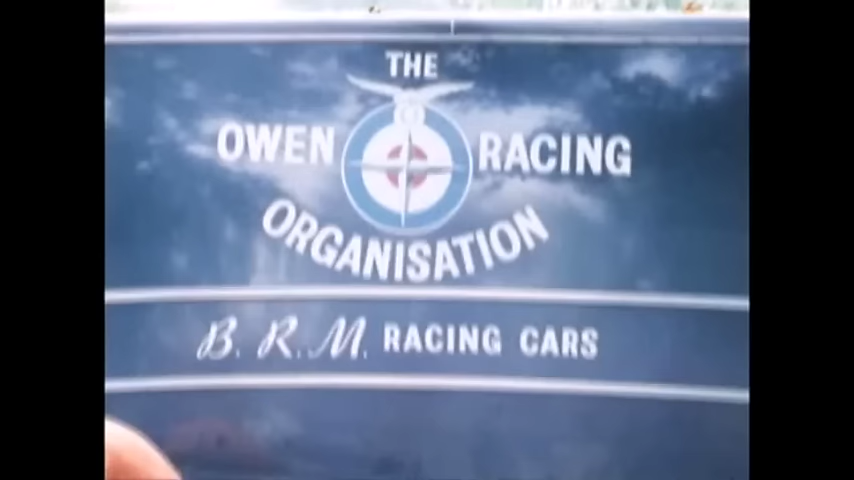 THE
OWEN RACING
ORGANISATION
B.R.M. RACING CARS